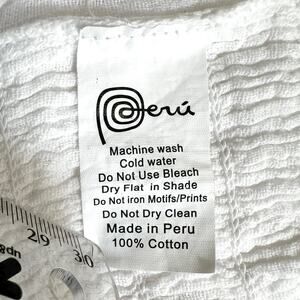 Perú
Machine wash
Cold water
Do Not Use Bleach
Dry Flat in Shade
Do Not iron Motifs/Prints
Do Not Dry Clean
Made in Peru
100% Cotton
29 30